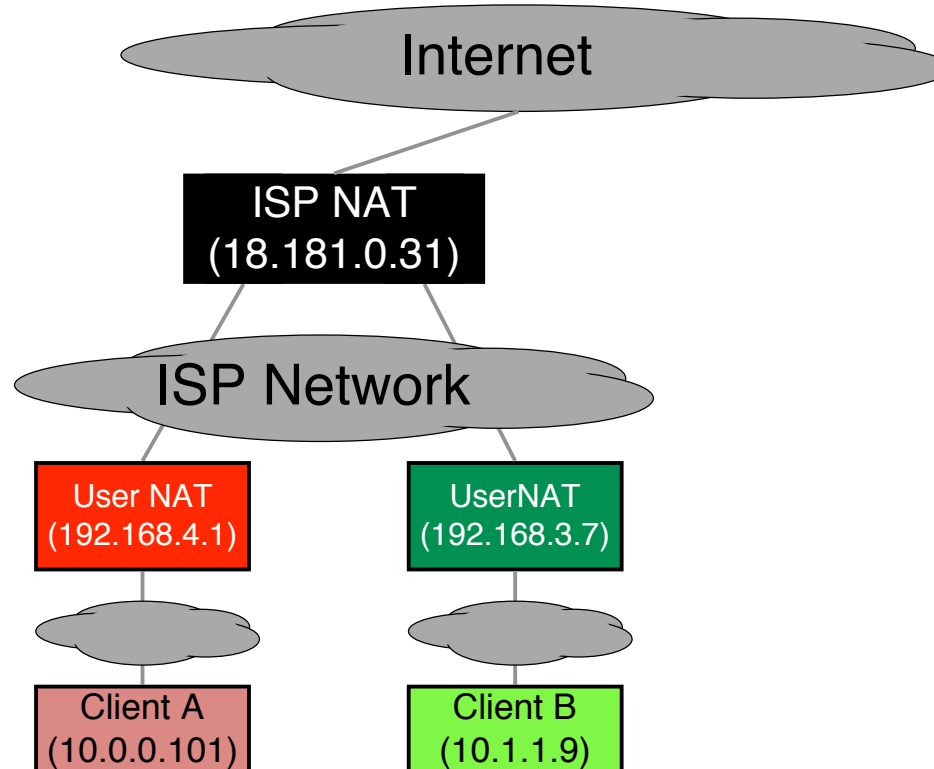 Internet
ISP NAT
(18.181.0.31)
ISP Network
User NAT
(192.168.4.1)
UserNAT
(192.168.3.7)
Client A
(10.0.0.101)
Client B
(10.1.1.9)